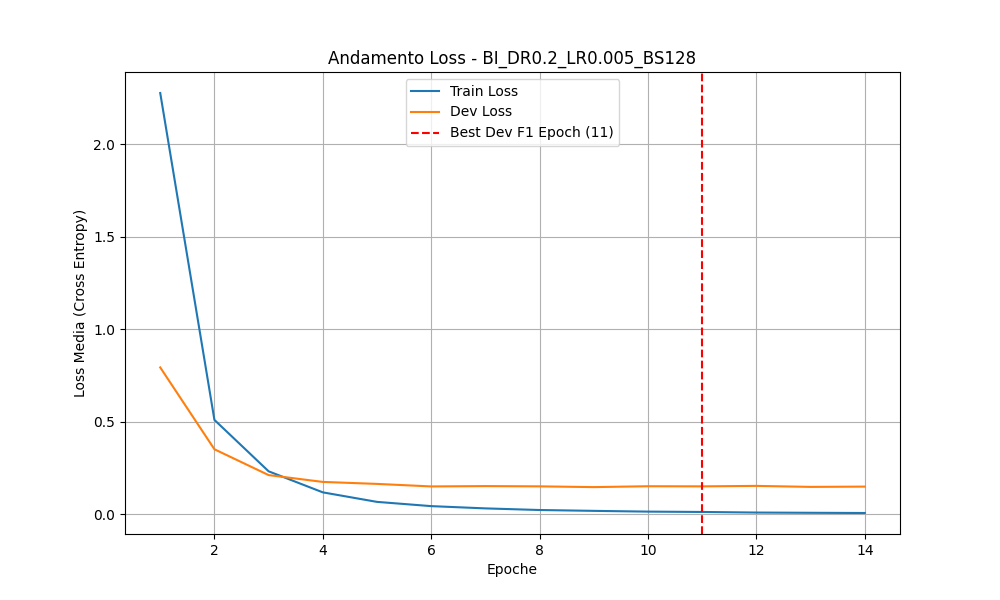 Andamento Loss - BI_DR0.2_LR0.005_BS128
Train Loss
Dev Loss
Best Dev F1 Epoch (11)
Loss Media (Cross Entropy)
2.0
1.5
1.0
0.5
0.0
2 4 6 8 10 12 14
Epoche